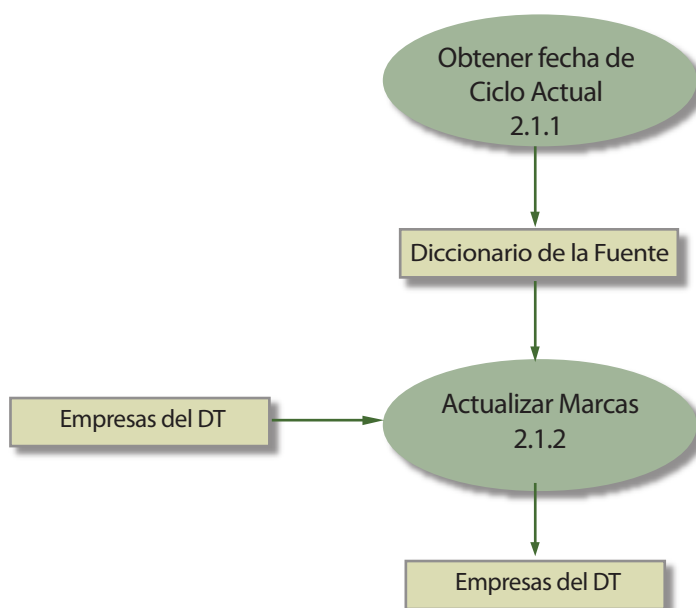 Obtener fecha de
Ciclo Actual
2.1.1
Diccionario de la Fuente
Empresas del DT
Actualizar Marcas
2.1.2
Empresas del DT